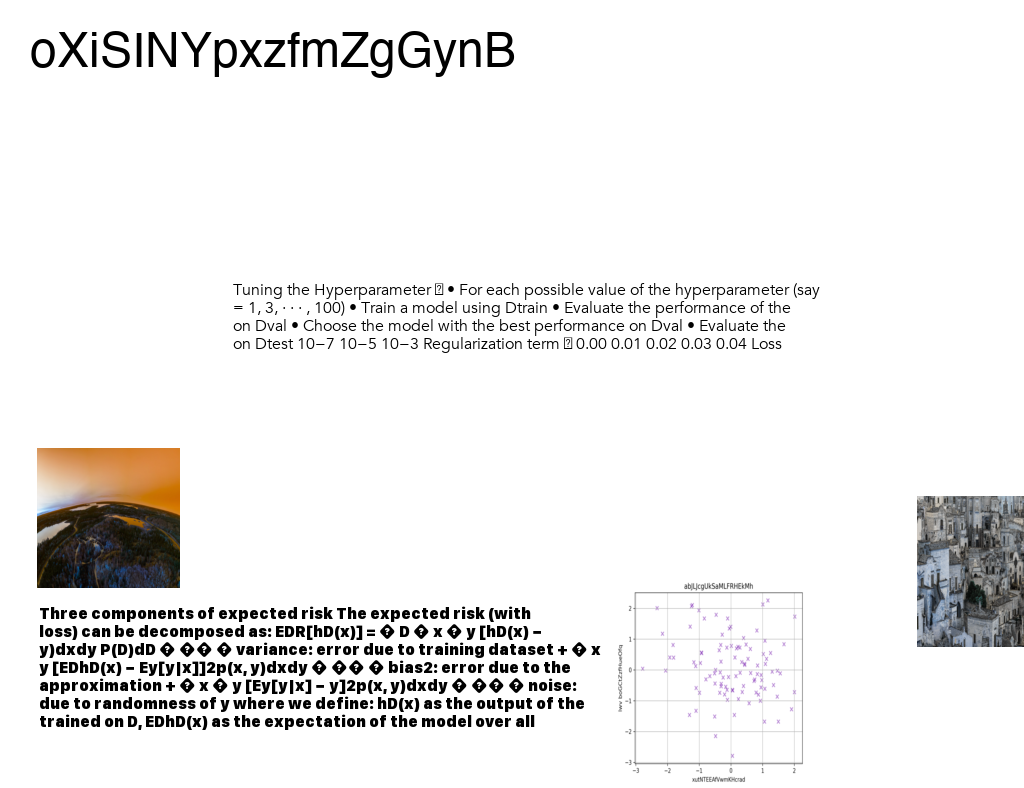 oXiSINYpxzfmZgGynB
Tuning the Hyperparameter • For each possible value of the hyperparameter (say
= 1, 3, · · · , 100) • Train a model using Dtrain • Evaluate the performance of the
on Dval • Choose the model with the best performance on Dval • Evaluate the
on Dtest 10−7 10−5 10−3 Regularization term 0.00 0.01 0.02 0.03 0.04 Loss
Three components of expected risk The expected risk (with
loss) can be decomposed as: EDR[hD(x)] = � D � x � y [hD(x) −
y)dxdy P(D)dD � �� � variance: error due to training dataset + � x
y [EDhD(x) − Ey[y|x]]2p(x, y)dxdy � �� � bias2: error due to the
approximation + � x � y [Ey[y|x] − y]2p(x, y)dxdy � �� � noise:
due to randomness of y where we define: hD(x) as the output of the
trained on D, EDhD(x) as the expectation of the model over all
2
1
0
−1
−2
−3
−3 −2 −1 0 1 2